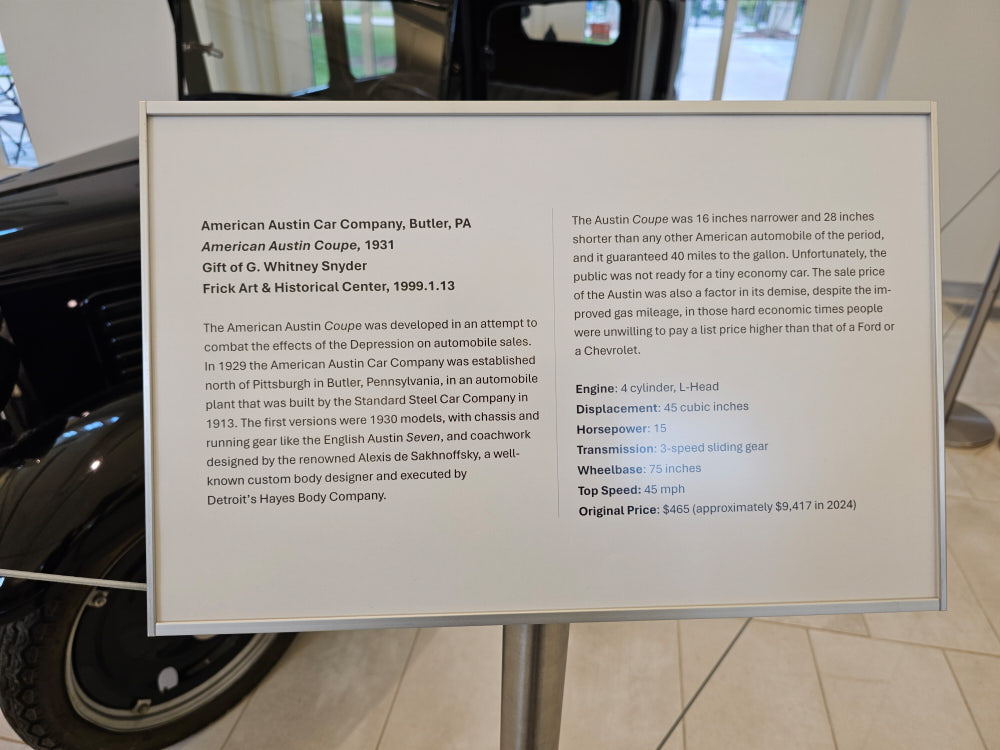 American Austin Car Company, Butler, PA
American Austin Coupe, 1931
Gift of G. Whitney Snyder
Frick Art & Historical Center, 1999.1.13
The American Austin Coupe was developed in an attempt to
combat the effects of the Depression on automobile sales.
In 1929 the American Austin Car Company was established
north of Pittsburgh in Butler, Pennsylvania, in an automobile
plant that was built by the Standard Steel Car Company in
1913. The first versions were 1930 models, with chassis and
running gear like the English Austin Seven, and coachwork
designed by the renowned Alexis de Sakhnoffsky, a well-
known custom body designer and executed by
Detroit's Hayes Body Company.
The Austin Coupe was 16 inches narrower and 28 inches
shorter than any other American automobile of the period,
and it guaranteed 40 miles to the gallon. Unfortunately, the
public was not ready for a tiny economy car. The sale price
of the Austin was also a factor in its demise, despite the im-
proved gas mileage, in those hard economic times people
were unwilling to pay a list price higher than that of a Ford or
a Chevrolet.
Engine: 4 cylinder, L-Head
Displacement: 45 cubic inches
Horsepower: 15
Transmission: 3-speed sliding gear
Wheelbase: 75 inches
Top Speed: 45 mph
Original Price: $465 (approximately $9,417 in 2024)